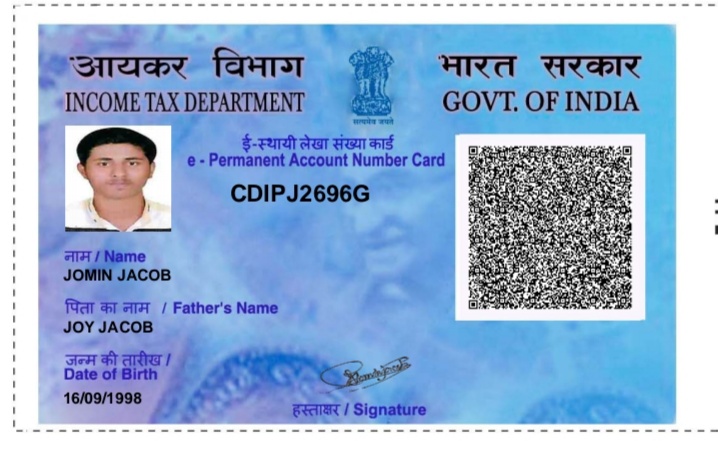 आयकर विभाग
INCOME TAX DEPARTMENT
सत्यमेव जयते
भारत सरकार
GOVT. OF INDIA
ई-स्थायी लेखा संख्या कार्ड
e - Permanent Account Number Card
CDIPJ2696G
नाम / Name
JOMIN JACOB
पिता का नाम / Father's Name
JOY JACOB
जन्म की तारीख /
Date of Birth
16/09/1998
हस्ताक्षर / Signature